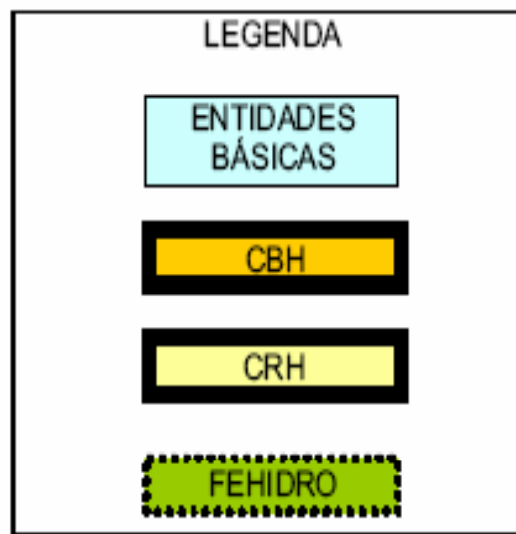 LEGENDA
ENTIDADES
BÁSICAS
CBH
CRH
FEHIDRO